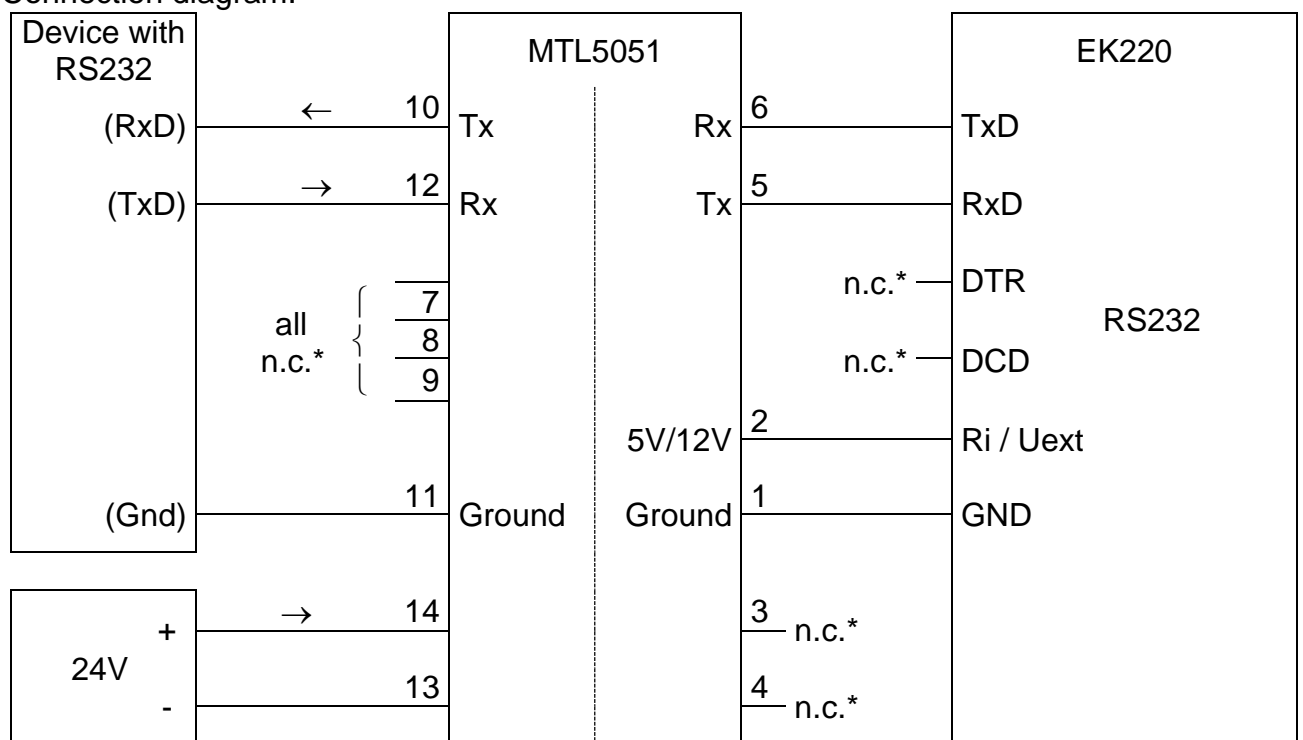 Connection diagram:
Device with
RS232
MTL5051
EK220
(RxD) ← 10 Tx Rx 6 TxD
(TxD) → 12 Rx Tx 5 RxD
n.c.* DTR
7
all
n.c.*
8
RS232
n.c.* DCD
9
5V/12V 2 Ri / Uext
(Gnd) 11 Ground Ground 1 GND
+ → 14 3 n.c.*
24V
- 13 4 n.c.*